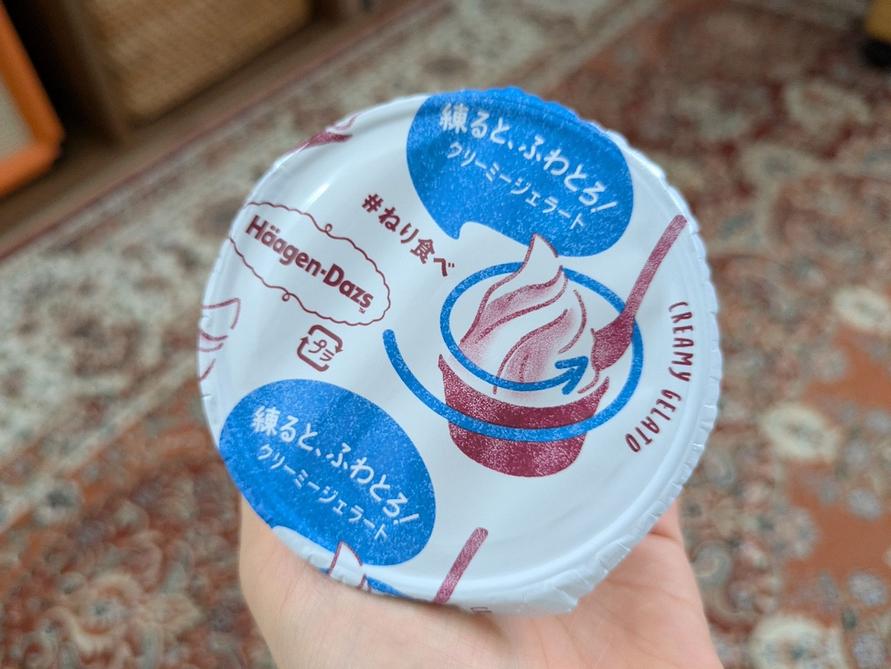 練ると、ふわとろ!
クリーミージェラート
#ねり食べ
Häagen-Dazs
TM
プラ
CREAMY GELATO
練ると、ふわとろ!
クリーミージェラート